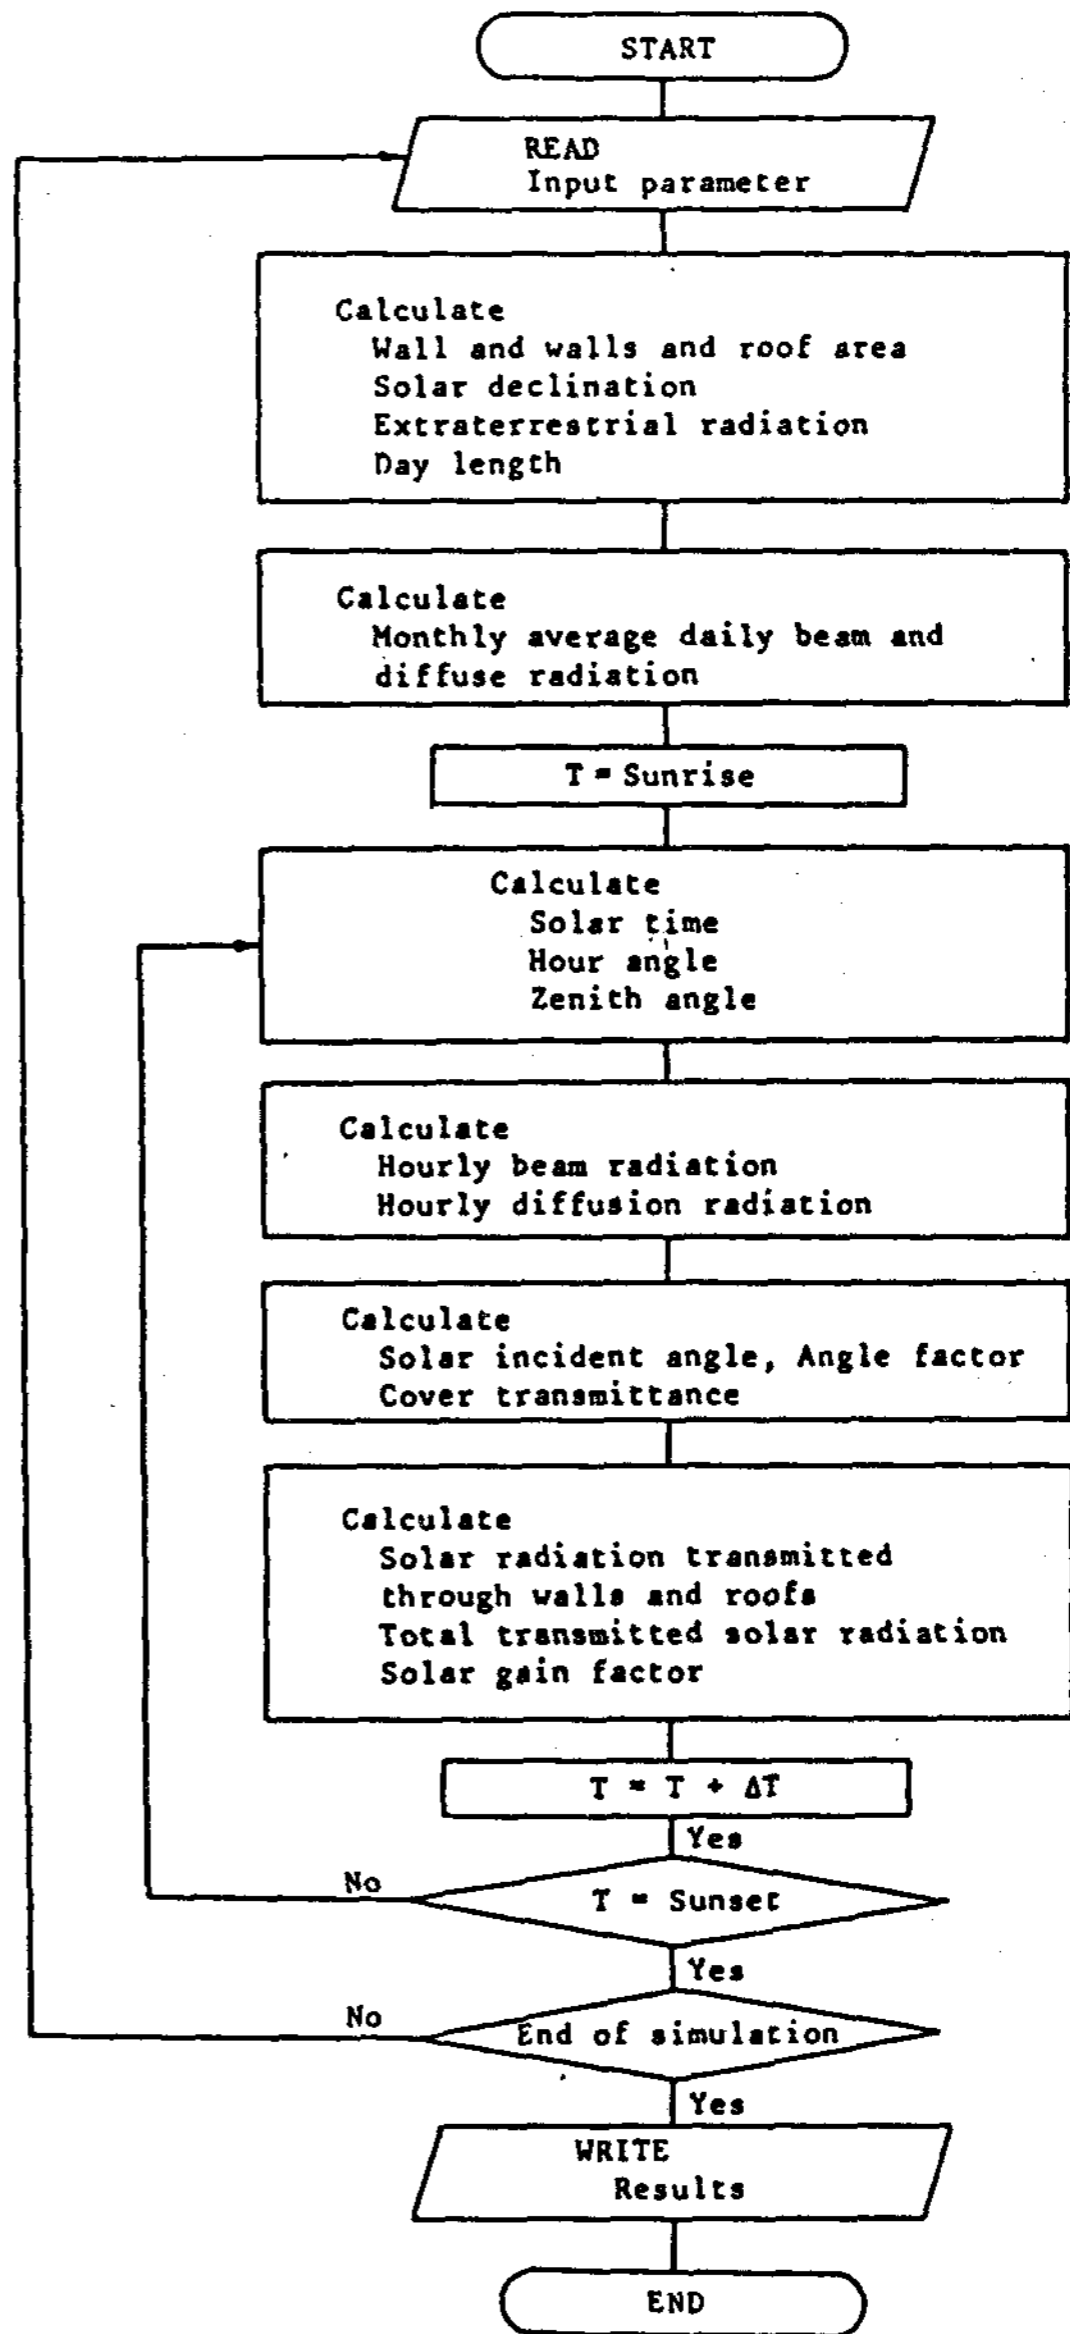 START
READ
Input parameter
Calculate
Wall and walls and roof area
Solar declination
Extraterrestrial radiation
Day length
Calculate
Monthly average daily beam and
diffuse radiation
T = Sunrise
Calculate
Solar time
Hour angle
Zenith angle
Calculate
Hourly beam radiation
Hourly diffusion radiation
Calculate
Solar incident angle, Angle factor
Cover transmittance
Calculate
Solar radiation transmitted
through walls and roofs
Total transmitted solar radiation
Solar gain factor
T = T + ΔT
Yes
No
T = Sunset
Yes
No
End of simulation
Yes
WRITE
Results
END